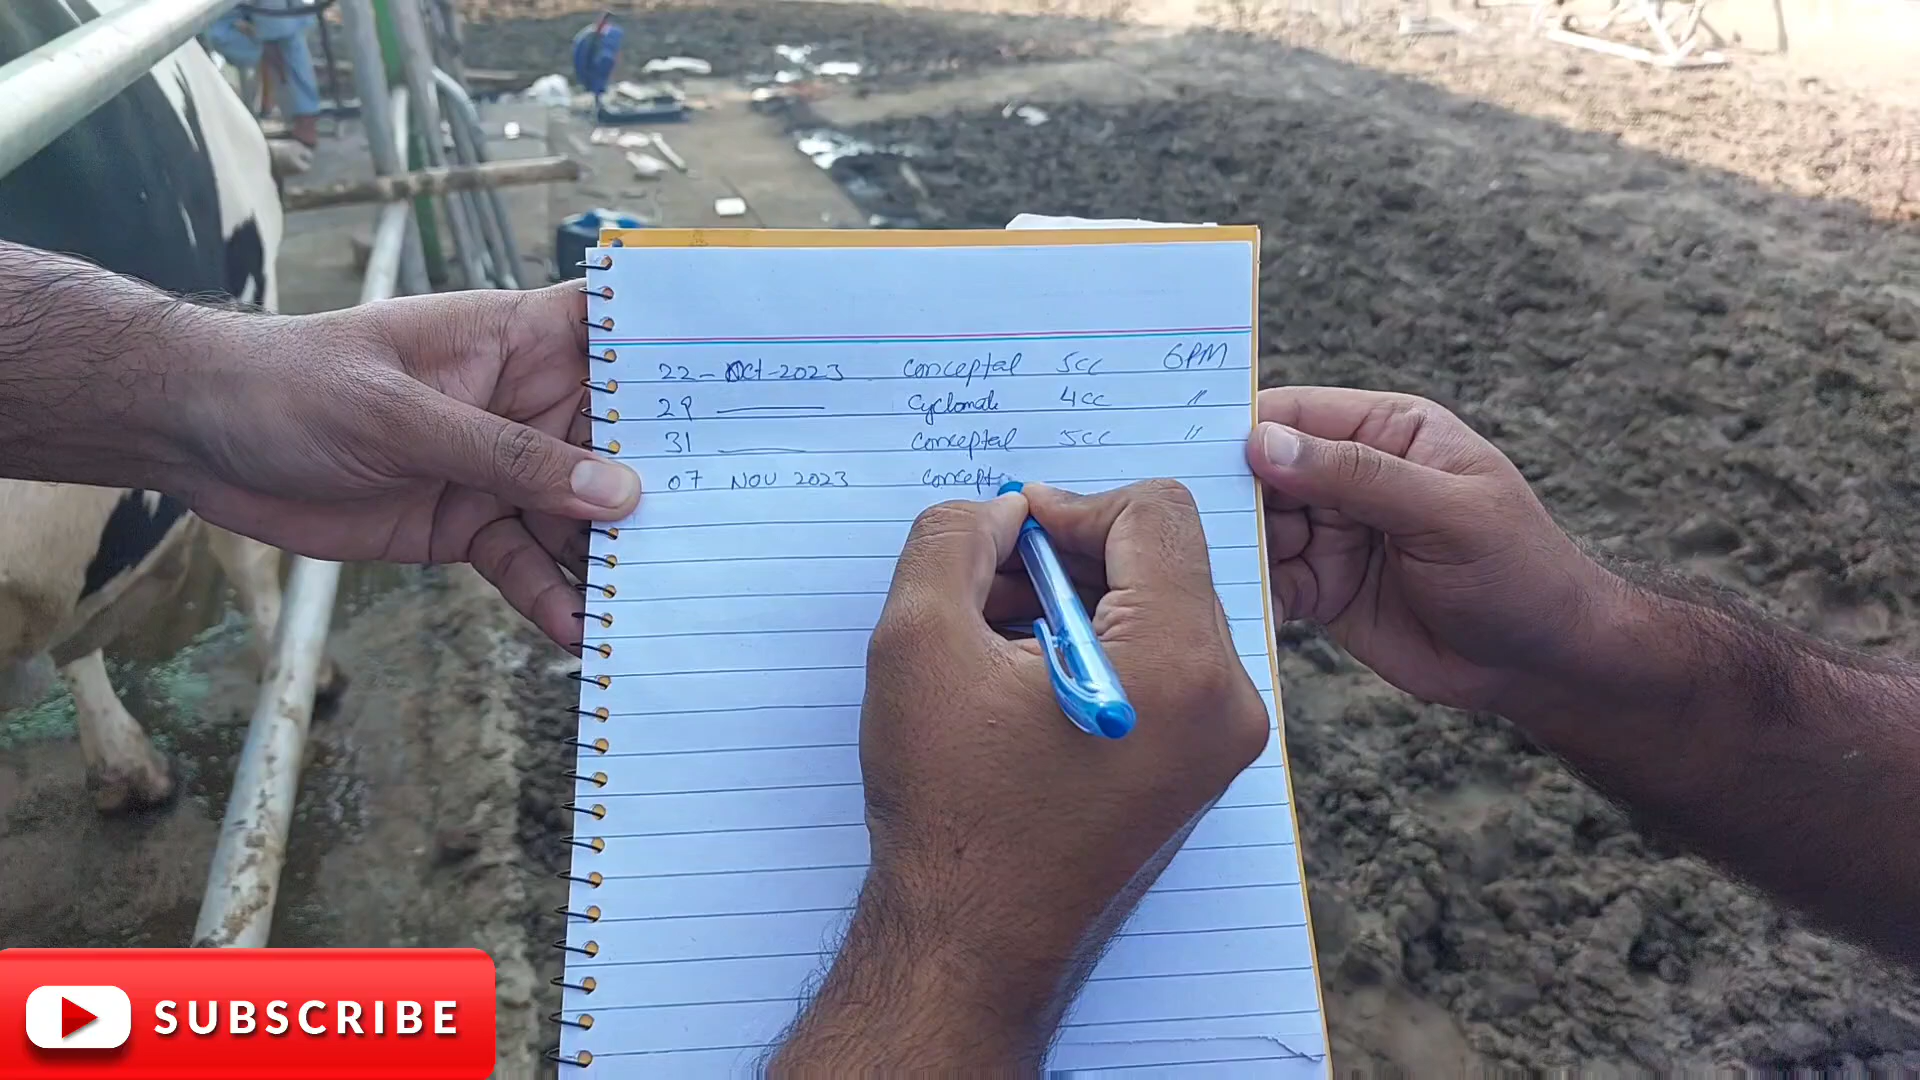 22-Oct-2023 Conceptal 5cc 6PM
29 Cyclomate 4cc "
31 Conceptal 5cc "
07 NOV 2023 Concept
SUBSCRIBE